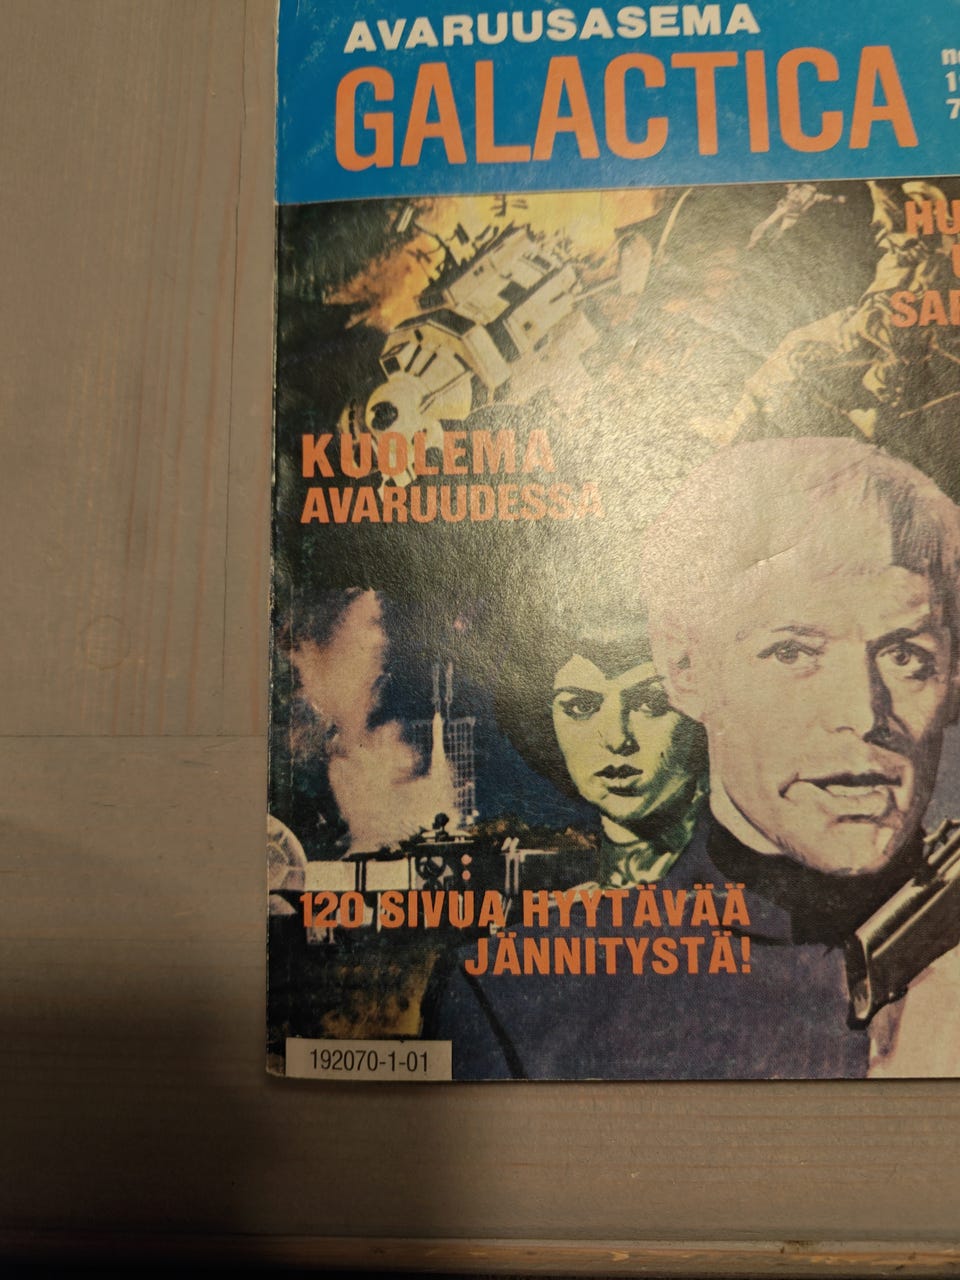 AVARUUSASEMA
GALACTICA
KUOLEMA
AVARUUDESSA
120 SIVUA HYYTÄVÄÄ
JÄNNITYSTÄ!
192070-1-01